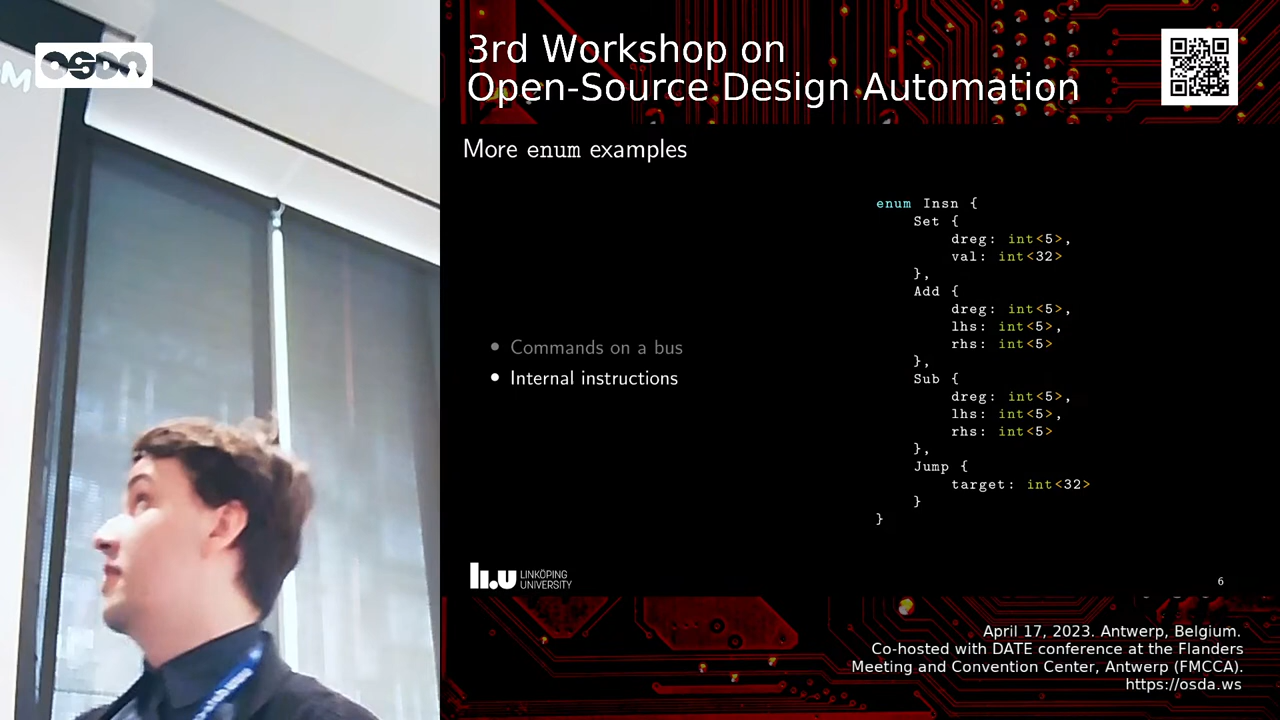 M
OSDA
3rd Workshop on
Open-Source Design Automation
More enum examples
Commands on a bus
Internal instructions
enum Insn {
Set {
dreg: int<5>,
val: int<32>
},
Add {
dreg: int<5>,
lhs: int<5>,
rhs: int<5>
},
Sub {
dreg: int<5>,
lhs: int<5>,
rhs: int<5>
},
Jump {
target: int<32>
}
}
li.u LINKÖPING
UNIVERSITY
6
April 17, 2023. Antwerp, Belgium.
Co-hosted with DATE conference at the Flanders
Meeting and Convention Center, Antwerp (FMCCA).
https://osda.ws